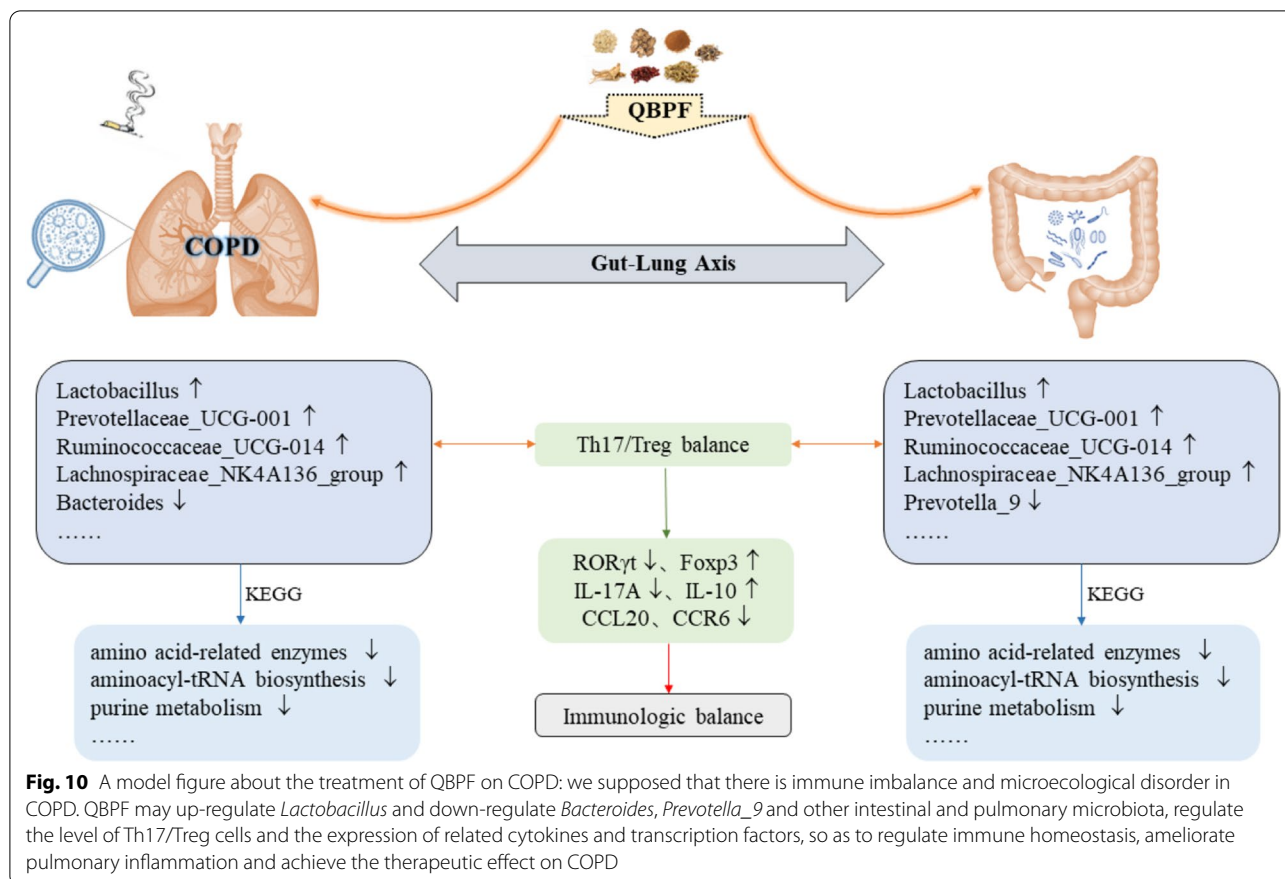 QBPF
COPD
Gut-Lung Axis
Lactobacillus ↑
Prevotellaceae_UCG-001 ↑
Ruminococcaceae_UCG-014 ↑
Lachnospiraceae_NK4A136_group ↑
Bacteroides ↓
……
KEGG
amino acid-related enzymes ↓
aminoacyl-tRNA biosynthesis ↓
purine metabolism ↓
……
Th17/Treg balance
RORγt ↓、Foxp3 ↑
IL-17A ↓、IL-10 ↑
CCL20、CCR6 ↓
Immunologic balance
Lactobacillus ↑
Prevotellaceae_UCG-001 ↑
Ruminococcaceae_UCG-014 ↑
Lachnospiraceae_NK4A136_group ↑
Prevotella_9 ↓
……
KEGG
amino acid-related enzymes ↓
aminoacyl-tRNA biosynthesis ↓
purine metabolism ↓
……
Fig. 10 A model figure about the treatment of QBPF on COPD: we supposed that there is immune imbalance and microecological disorder in
COPD. QBPF may up-regulate Lactobacillus and down-regulate Bacteroides, Prevotella_9 and other intestinal and pulmonary microbiota, regulate
the level of Th17/Treg cells and the expression of related cytokines and transcription factors, so as to regulate immune homeostasis, ameliorate
pulmonary inflammation and achieve the therapeutic effect on COPD